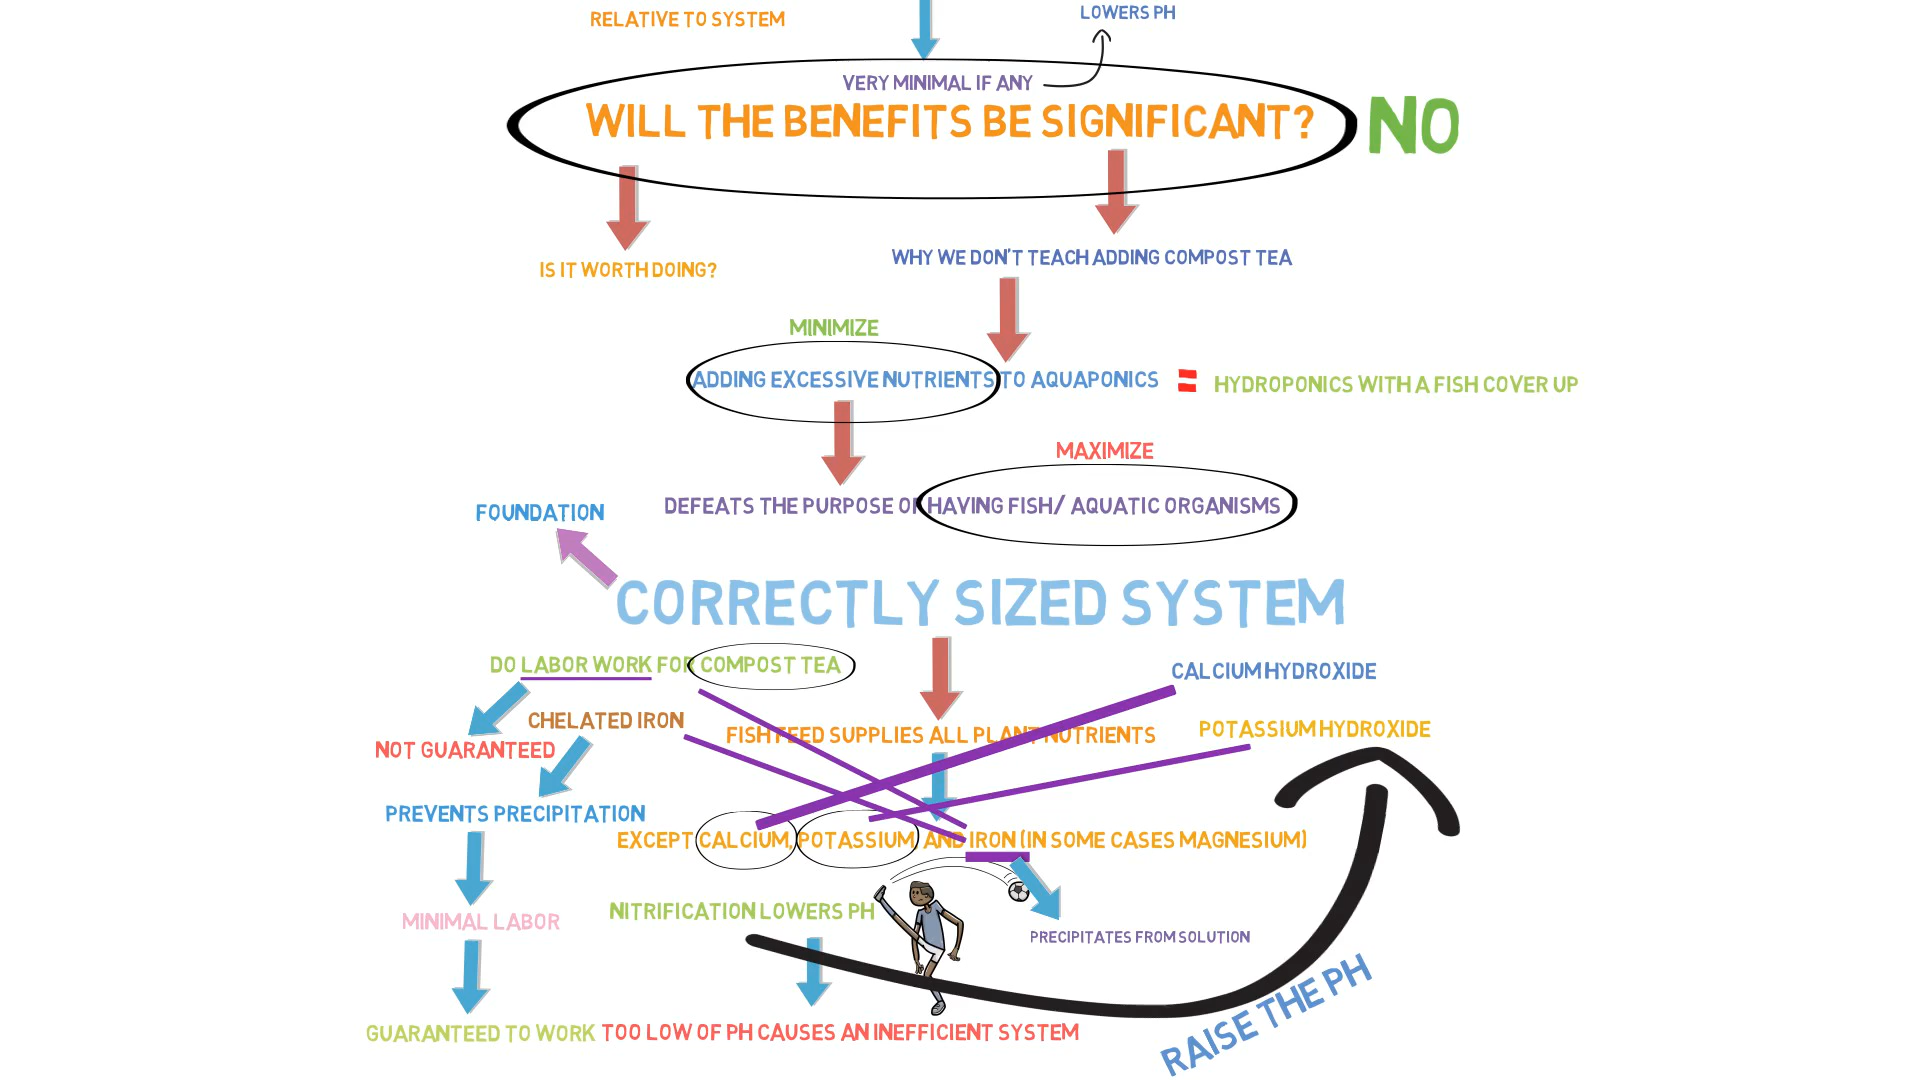 RELATIVE TO SYSTEM
LOWERS PH
VERY MINIMAL IF ANY
WILL THE BENEFITS BE SIGNIFICANT?
NO
IS IT WORTH DOING?
WHY WE DON'T TEACH ADDING COMPOST TEA
MINIMIZE
ADDING EXCESSIVE NUTRIENTS TO AQUAPONICS = HYDROPONICS WITH A FISH COVER UP
MAXIMIZE
DEFEATS THE PURPOSE OF HAVING FISH/ AQUATIC ORGANISMS
FOUNDATION
CORRECTLY SIZED SYSTEM
DO LABOR WORK FOR COMPOST TEA
CALCIUM HYDROXIDE
CHELATED IRON
NOT GUARANTEED
FISH FEED SUPPLIES ALL PLANT NUTRIENTS
POTASSIUM HYDROXIDE
PREVENTS PRECIPITATION
EXCEPT CALCIUM, POTASSIUM, AND IRON (IN SOME CASES MAGNESIUM)
MINIMAL LABOR
NITRIFICATION LOWERS PH
PRECIPITATES FROM SOLUTION
GUARANTEED TO WORK
TOO LOW OF PH CAUSES AN INEFFICIENT SYSTEM
RAISE THE PH